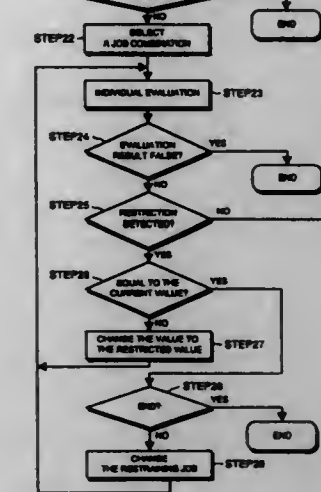 NO
END
STEP22
SELECT
A JOB COMBINATION
INDIVIDUAL EVALUATION
STEP23
STEP24
EVALUATION
RESULT FALSE?
YES
END
NO
STEP25
RESTRICTION
DETECTED?
NO
YES
EQUAL TO THE
CURRENT VALUE?
YES
NO
CHANGE THE VALUE TO
THE RESTRICTED VALUE
STEP27
END?
YES
END
NO
CHANGE
THE RESTRAINING JOB